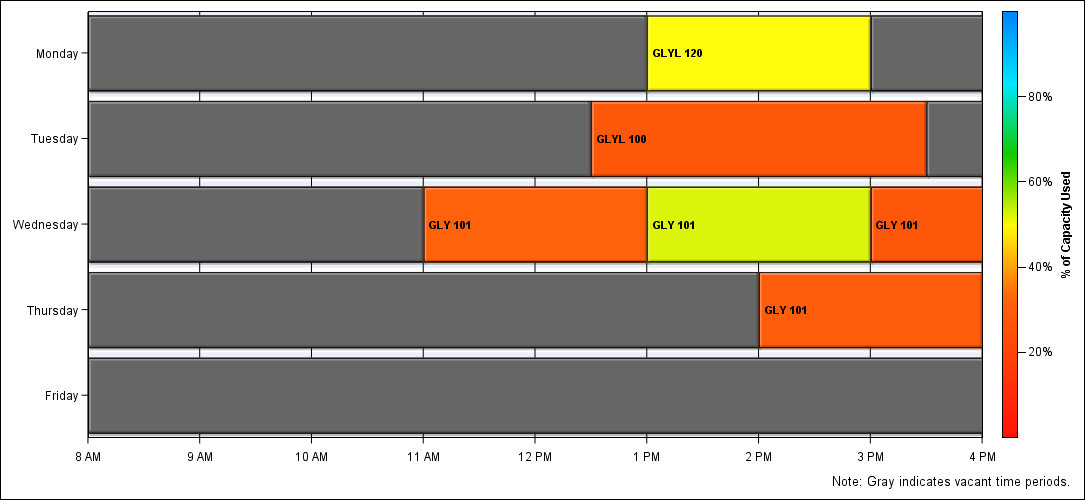 Monday
GLYL 120
Tuesday
GLYL 100
Wednesday
GLY 101
GLY 101
GLY 101
Thursday
GLY 101
Friday
8 AM
9 AM
10 AM
11 AM
12 PM
1 PM
2 PM
3 PM
4 PM
80%
60%
40%
20%
% of Capacity Used
Note: Gray indicates vacant time periods.